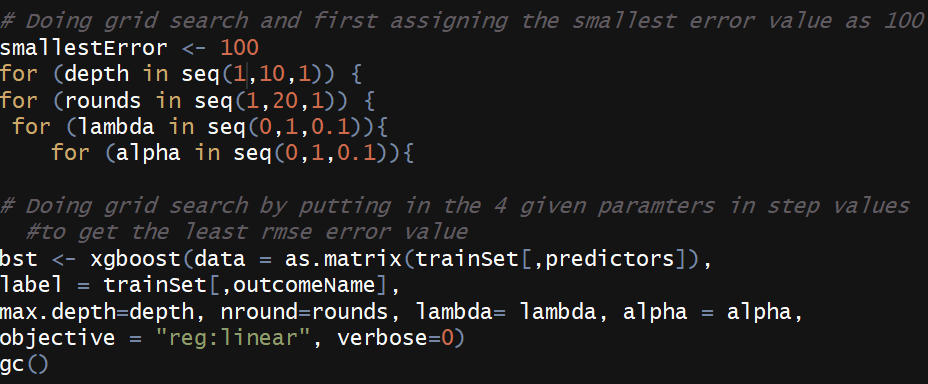 # Doing grid search and first assigning the smallest error value as 100
smallestError <- 100
for (depth in seq(1,10,1)) {
for (rounds in seq(1,20,1)) {
for (lambda in seq(0,1,0.1)){
for (alpha in seq(0,1,0.1)){
# Doing grid search by putting in the 4 given paramters in step values
#to get the least rmse error value
bst <- xgboost(data = as.matrix(trainSet[,predictors]),
label = trainSet[,outcomeName],
max.depth=depth, nround=rounds, lambda= lambda, alpha = alpha,
objective = "reg:linear", verbose=0)
gc()